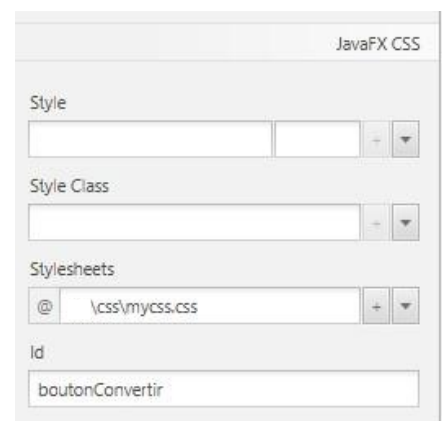 JavaFX CSS
Style
+
Style Class
+
Stylesheets
@ \css\mycss.css +
Id
boutonConvertir